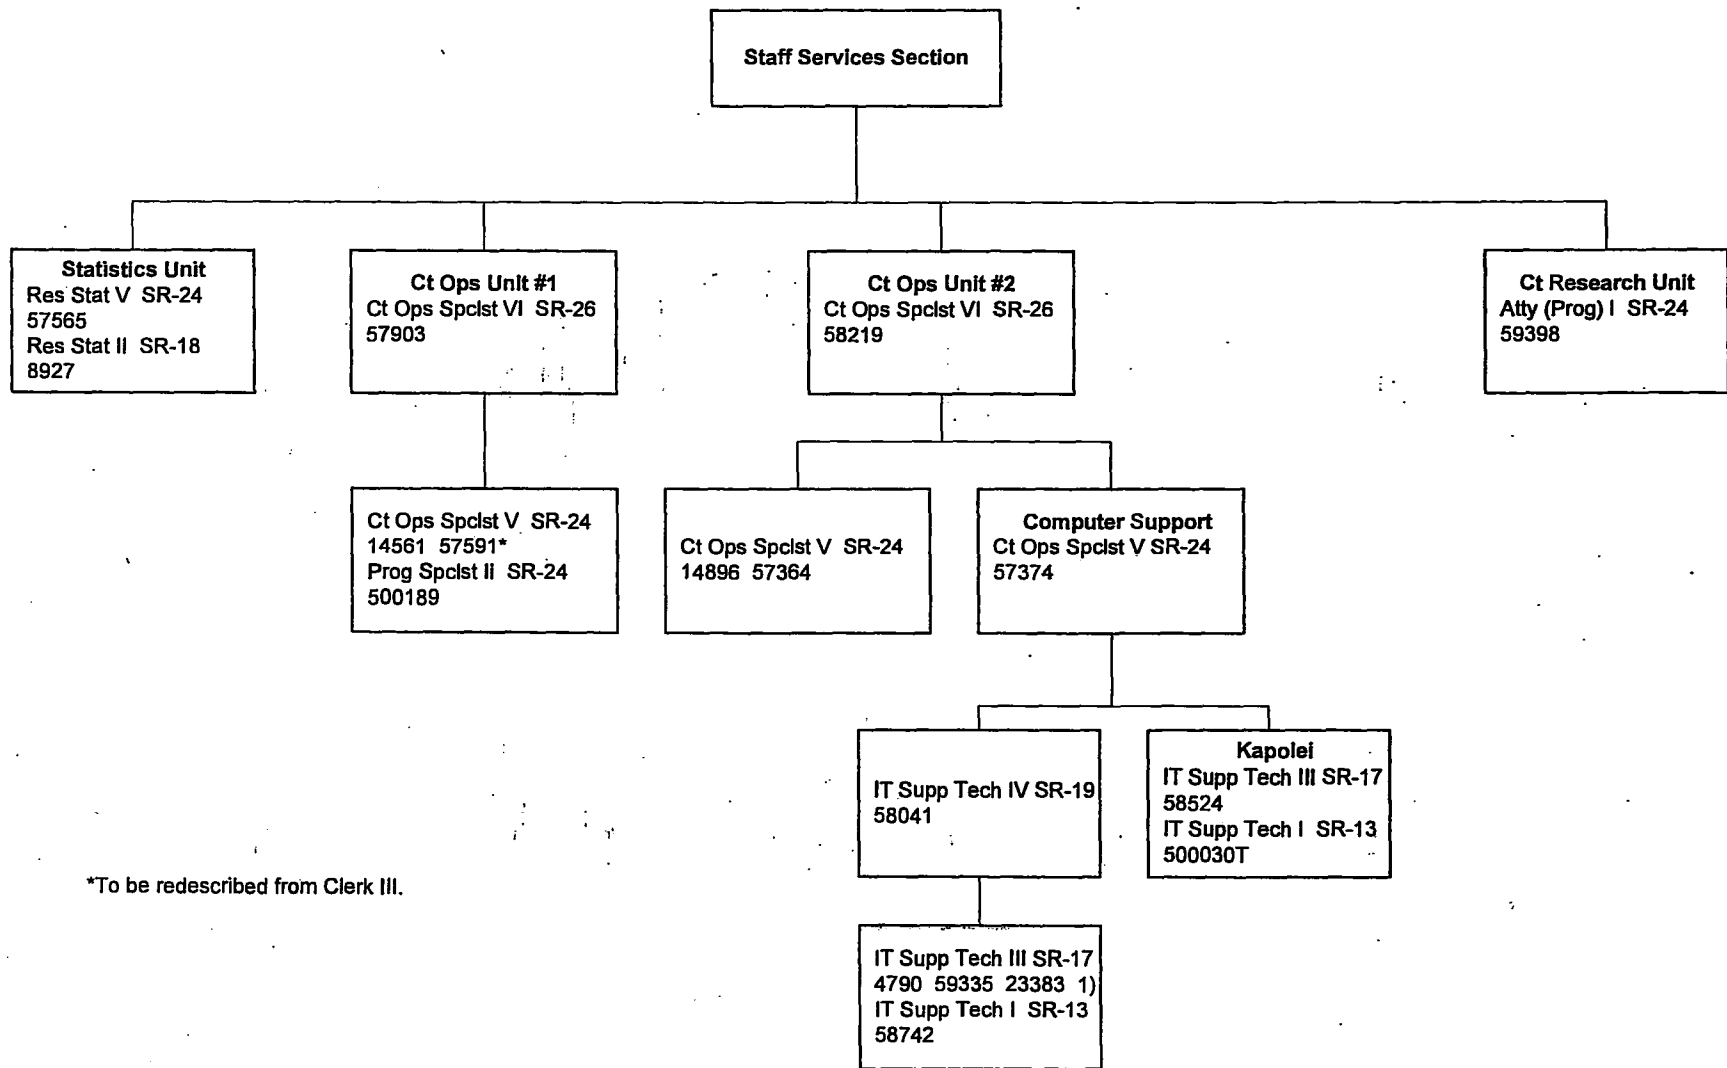 Staff Services Section
Statistics Unit
Res Stat V SR-24
57565
Res Stat II SR-18
8927
Ct Ops Unit #1
Ct Ops Spclst VI SR-26
57903
Ct Ops Unit #2
Ct Ops Spclst VI SR-26
58219
Ct Research Unit
Atty (Prog) I SR-24
59398
Ct Ops Spclst V SR-24
14561 57591*
Prog Spclst II SR-24
500189
Ct Ops Spclst V SR-24
14896 57364
Computer Support
Ct Ops Spclst V SR-24
57374
IT Supp Tech IV SR-19
58041
Kapolei
IT Supp Tech III SR-17
58524
IT Supp Tech I SR-13
500030T
*To be redescribed from Clerk III.
IT Supp Tech III SR-17
4790 59335 23383 1)
IT Supp Tech I SR-13
58742